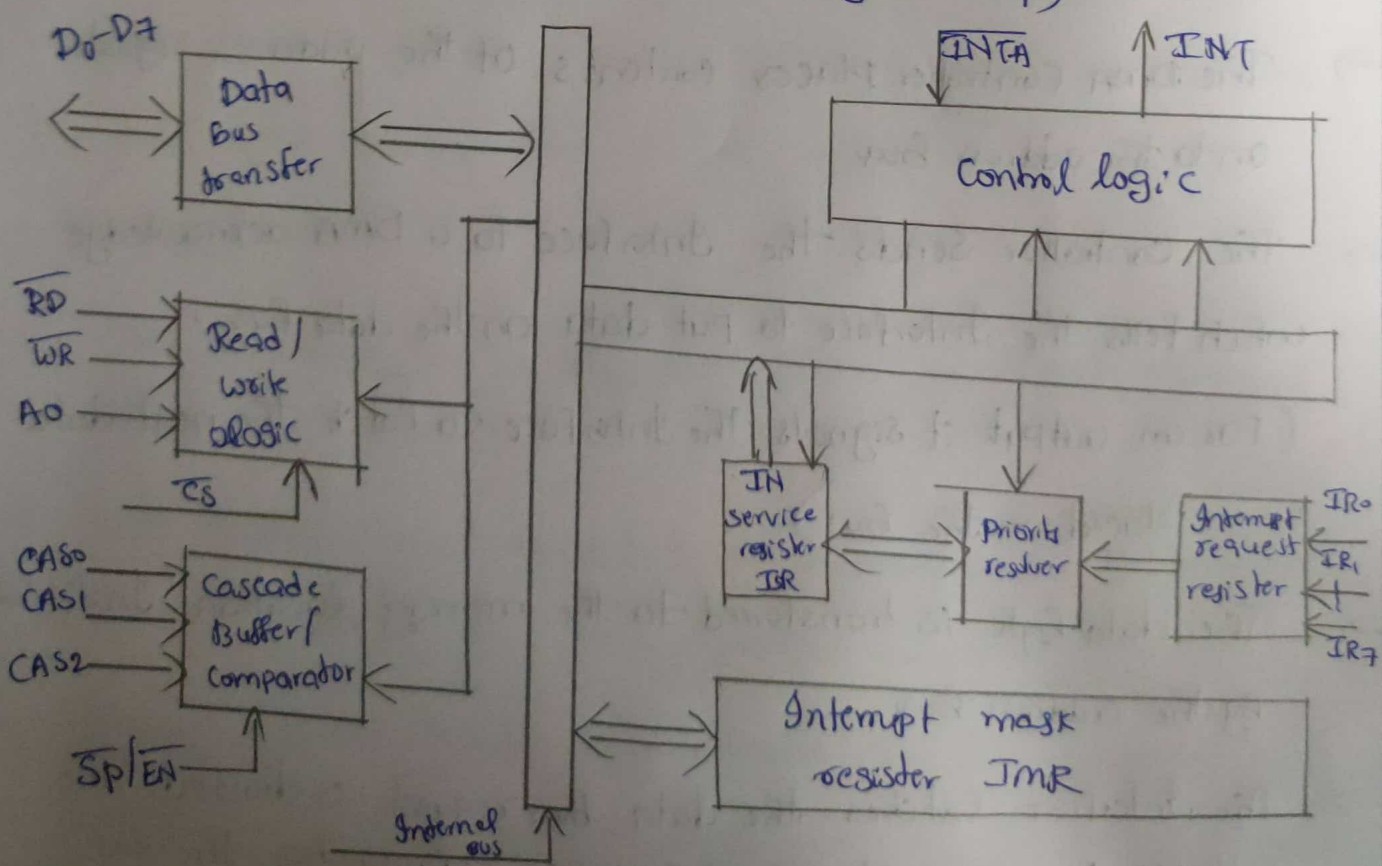 D0-D7
Data
Bus
transfer
INTA
INT
Control logic
RD
WR
A0
Read/
write
logic
CS
CAS0
CAS1
CAS2
Cascade
Buffer/
Comparador
SP/EN
IN
service
register
ISR
Priority
resolver
Interrupt
request
register
IR0
IR1
IR7
Interrupt mask
register IMR
Internal
BUS